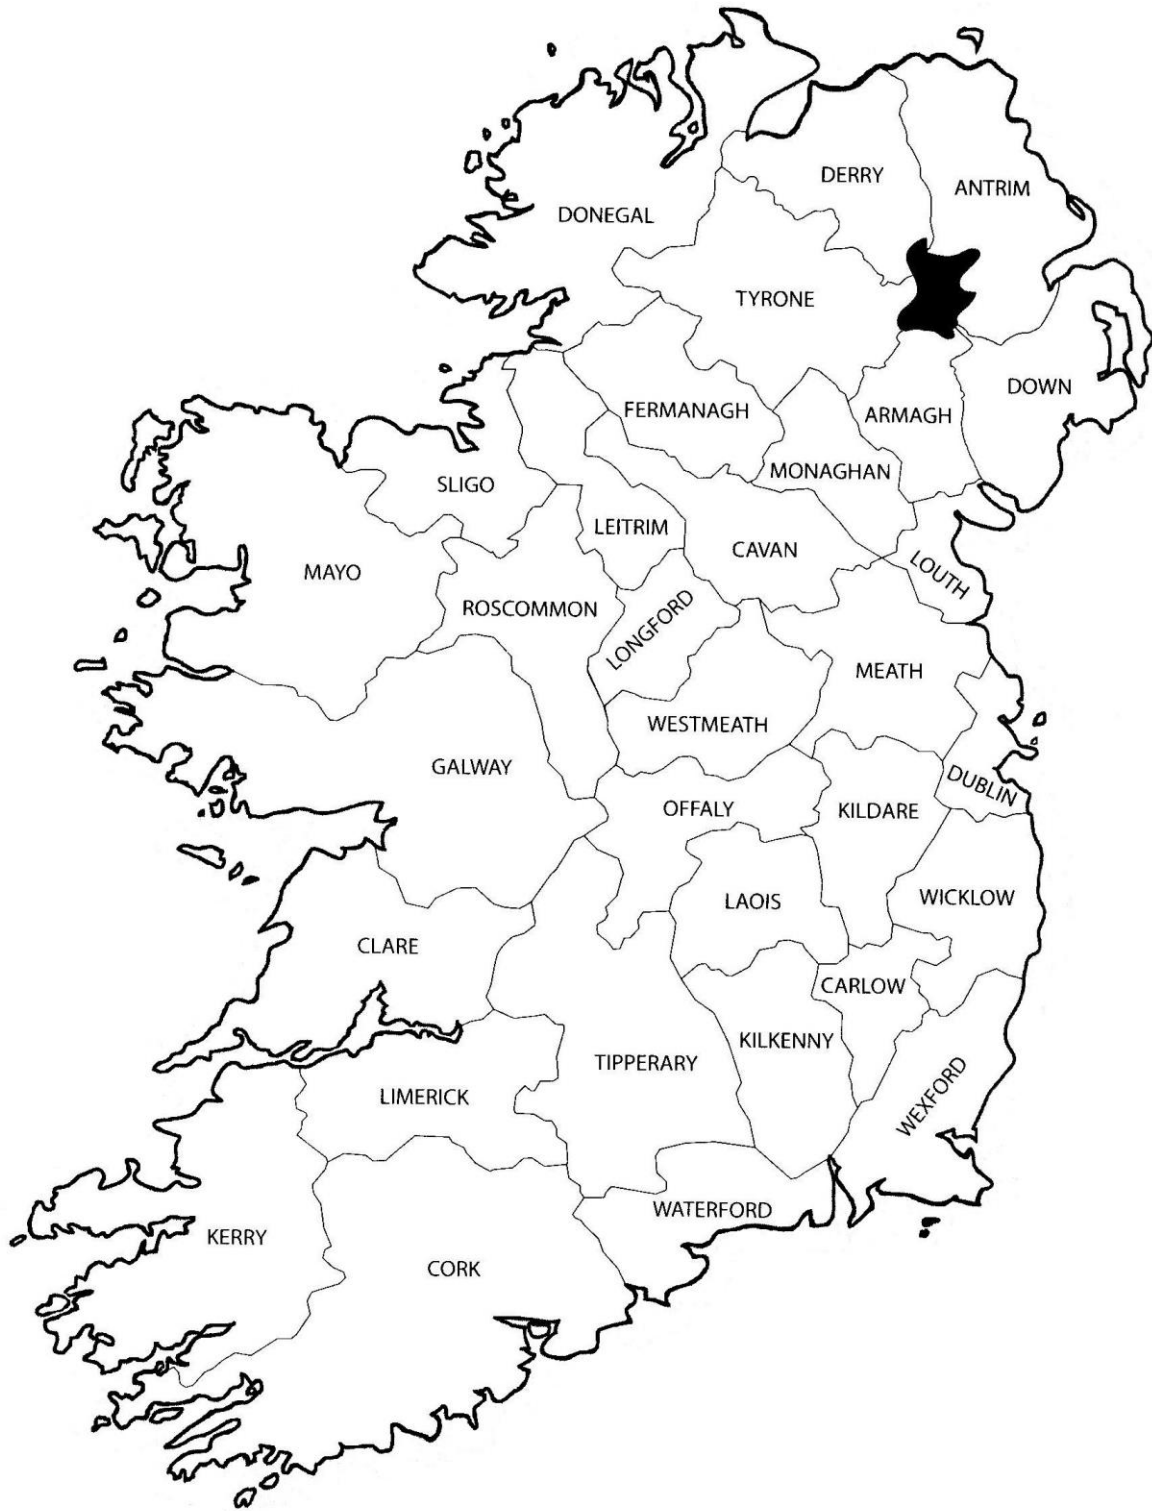 DERRY
ANTRIM
DONEGAL
TYRONE
DOWN
FERMANAGH
ARMAGH
MONAGHAN
SLIGO
LEITRIM
CAVAN
MAYO
LOUTH
ROSCOMMON
LONGFORD
MEATH
WESTMEATH
GALWAY
DUBLIN
OFFALY
KILDARE
LAOIS
WICKLOW
CLARE
CARLOW
KILKENNY
TIPPERARY
LIMERICK
WEXFORD
WATERFORD
KERRY
CORK